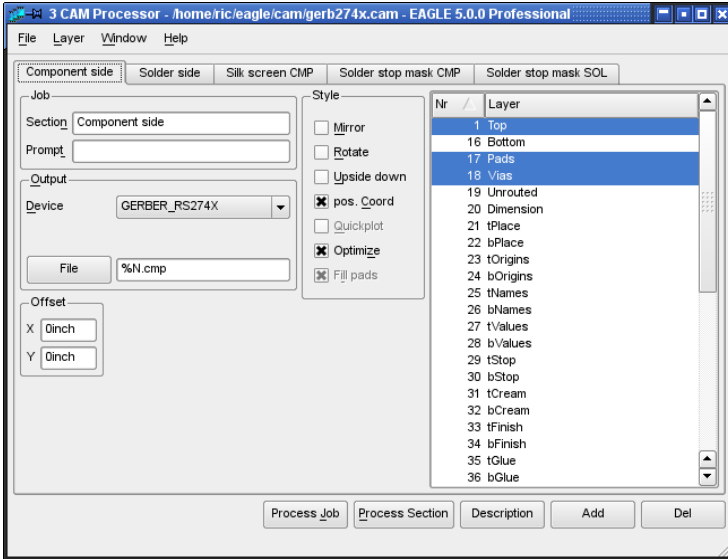 3 CAM Processor - /home/ric/eagle/cam/gerb274x.cam - EAGLE 5.0.0 Professional
File Layer Window Help
Component side Solder side Silk screen CMP Solder stop mask CMP Solder stop mask SOL
Job
Section Component side
Prompt
Output
Device GERBER_RS274X
File %N.cmp
Offset
X 0inch
Y 0inch
Style
Mirror
Rotate
Upside down
pos. Coord
Quickplot
Optimize
Fill pads
Nr Layer
1 Top
16 Bottom
17 Pads
18 Vias
19 Unrouted
20 Dimension
21 tPlace
22 bPlace
23 tOrigins
24 bOrigins
25 tNames
26 bNames
27 tValues
28 bValues
29 tStop
30 bStop
31 tCream
32 bCream
33 tFinish
34 bFinish
35 tGlue
36 bGlue
Process Job Process Section Description Add Del